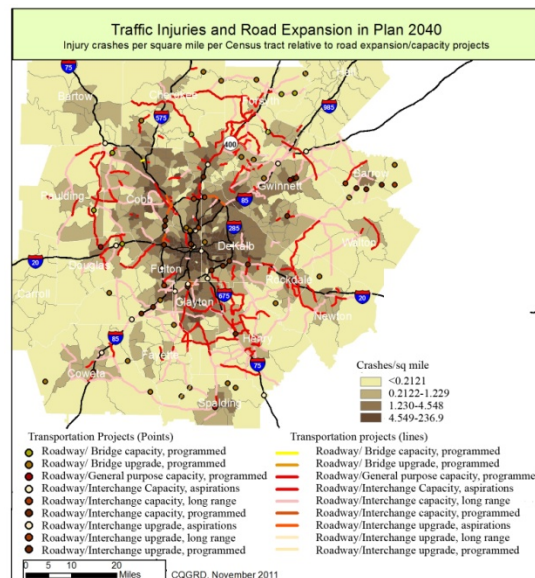 Traffic Injuries and Road Expansion in Plan 2040
Injury crashes per square mile per Census tract relative to road expansion/capacity projects
75
Bartow
575
985
400
Gwinnett
Barrow
Paulding
Cobb
85
285
DeKalb
Walton
20
Douglas
Fulton
Rockdale
Carroll
Clayton
675
20
Newton
85
Henry
Fayette
75
Coweta
Spalding
Crashes/sq mile
<0.2121
0.2122-1.229
1.230-4.548
4.549-236.9
Transportation Projects (Points)
Roadway/ Bridge capacity, programmed
Roadway/ Bridge upgrade, programmed
Roadway/General purpose capacity, programmed
Roadway/Interchange Capacity, aspirations
Roadway/Interchange capacity, long range
Roadway/Interchange capacity, programmed
Roadway/Interchange upgrade, aspirations
Roadway/Interchange upgrade, long range
Roadway/Interchange upgrade, programmed
Transportation projects (lines)
Roadway/ Bridge capacity, programmed
Roadway/ Bridge upgrade, programmed
Roadway/General purpose capacity, programmed
Roadway/Interchange Capacity, aspirations
Roadway/Interchange capacity, long range
Roadway/Interchange capacity, programmed
Roadway/Interchange upgrade, aspirations
Roadway/Interchange upgrade, long range
Roadway/Interchange upgrade, programmed
0 5 10 20
Miles
CQGRD, November 2011